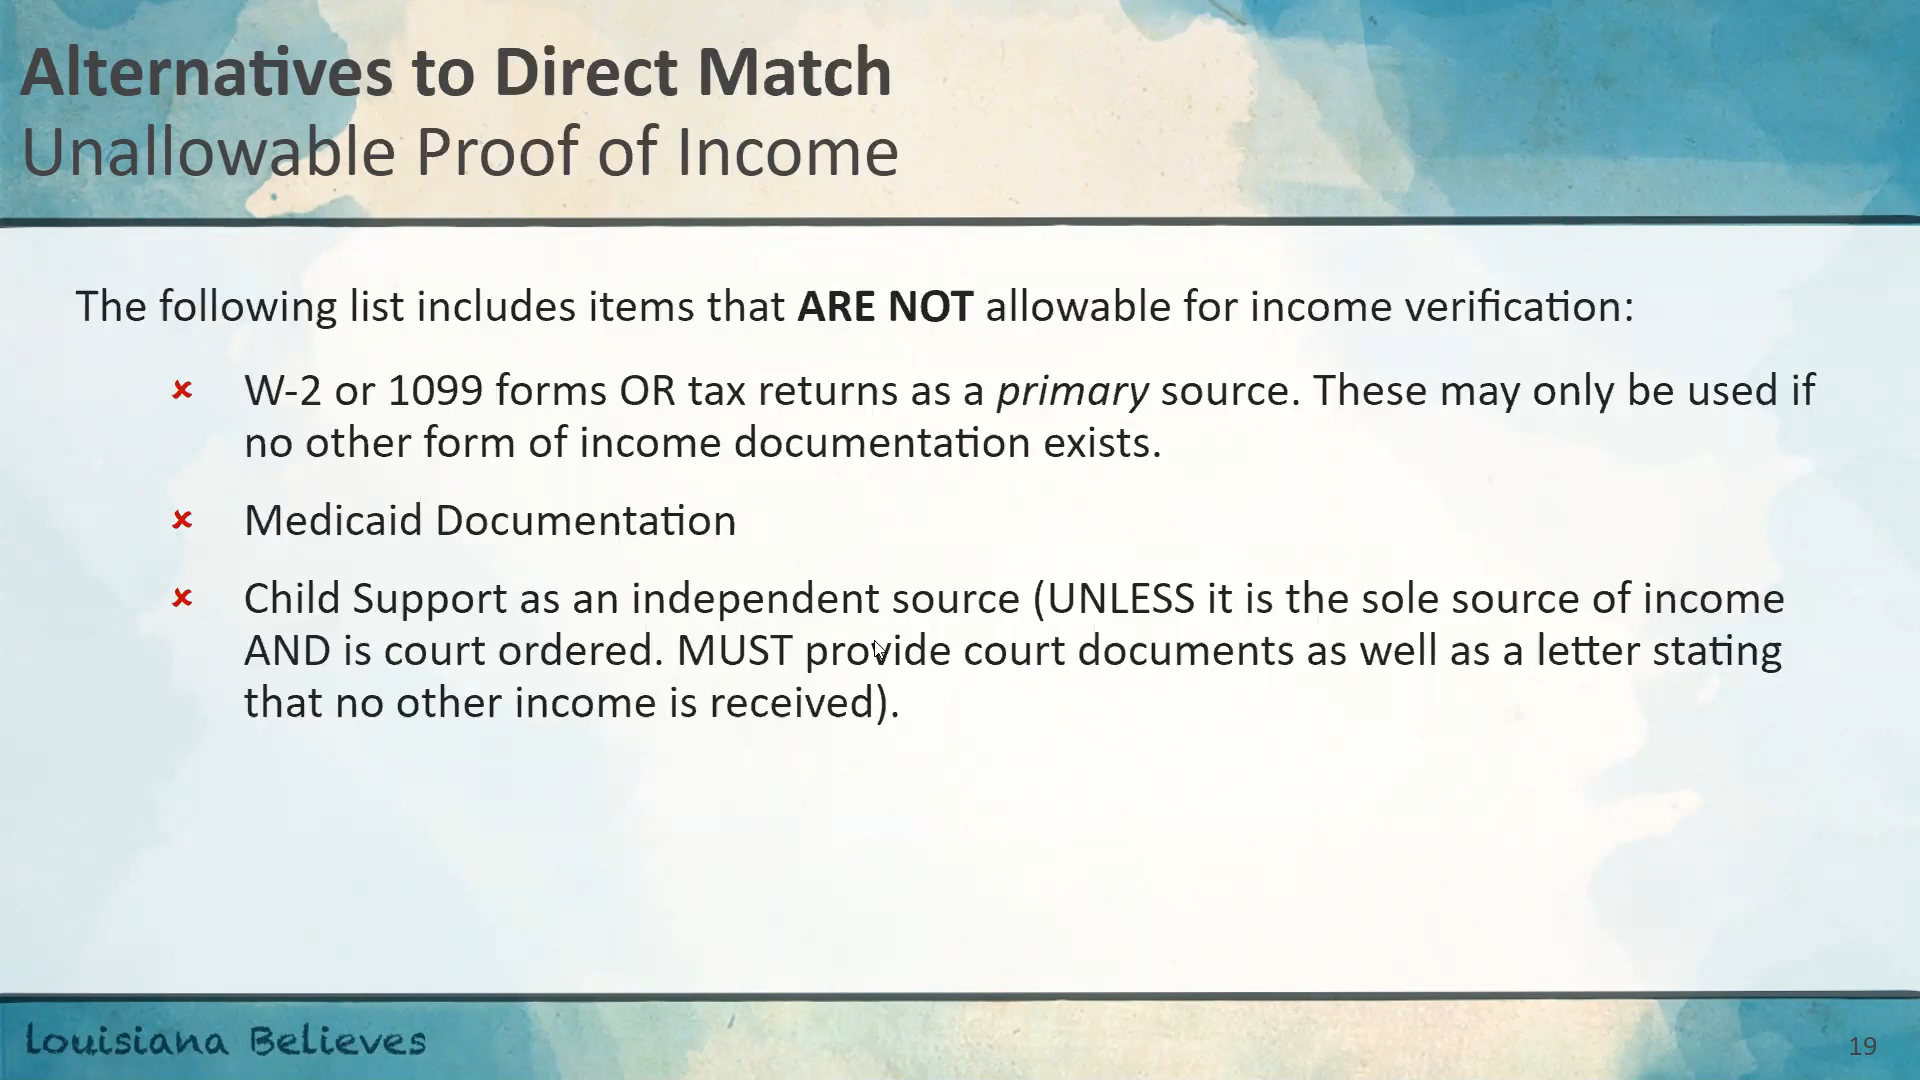 Alternatives to Direct Match
Unallowable Proof of Income
The following list includes items that ARE NOT allowable for income verification:
✘ W-2 or 1099 forms OR tax returns as a primary source. These may only be used if
no other form of income documentation exists.
✘ Medicaid Documentation
✘ Child Support as an independent source (UNLESS it is the sole source of income
AND is court ordered. MUST provide court documents as well as a letter stating
that no other income is received).
Louisiana Believes
19